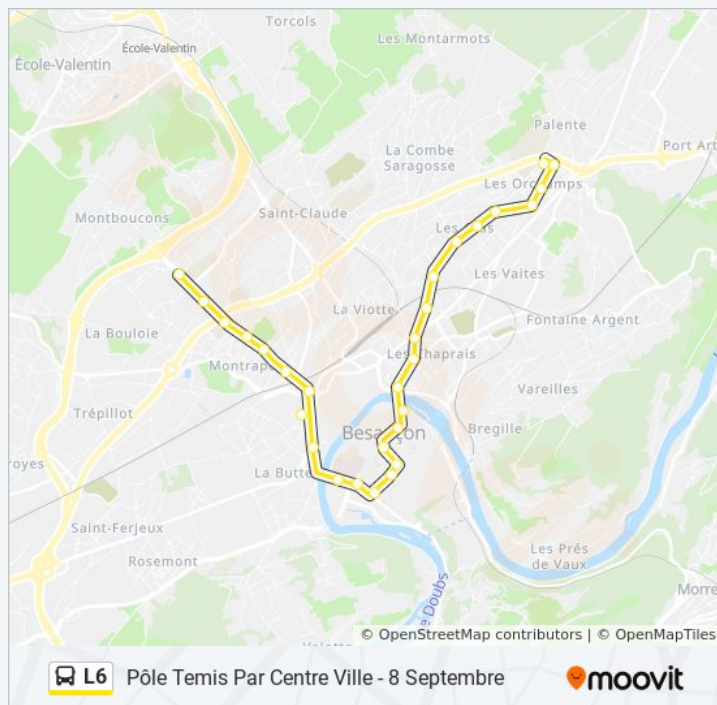 Torcols
Les Montarmots
École-Valentin
École-Valentin
Palente
La Combe
Saragosse
Port Art
Les Orchamps
Montboucons
Saint-Claude
Les Vaites
La Viotte
Fontaine Argent
La Bouloie
Les Chaprais
Vareilles
Trépillot
Besançon
Bregille
royes
La Butte
Saint-Ferjeux
Rosemont
Les Prés
de Vaux
Morre
e Doubs
© OpenStreetMap contributors | © OpenMapTiles
L6 Pôle Temis Par Centre Ville - 8 Septembre
moovit